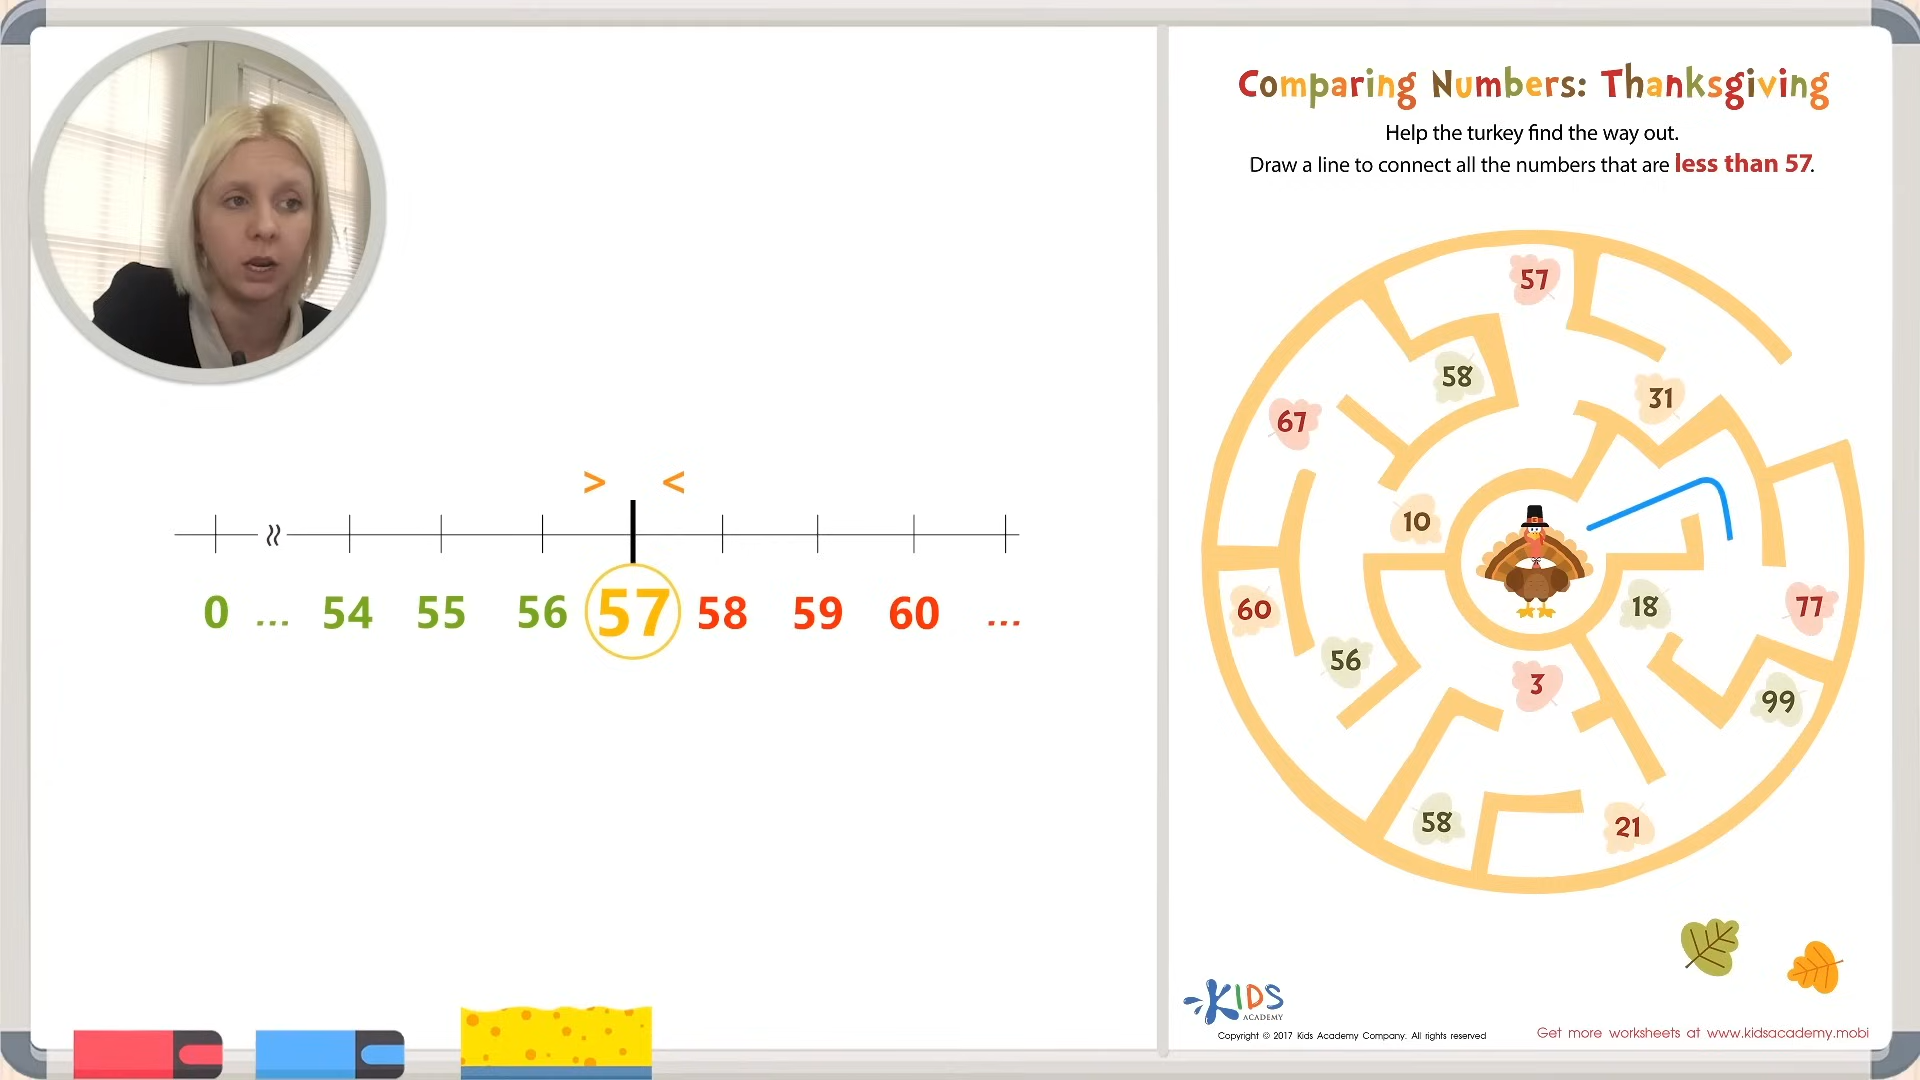 Comparing Numbers: Thanksgiving
Help the turkey find the way out.
Draw a line to connect all the numbers that are less than 57.
57
58
31
67
10
60
18
77
56
3
99
58
21
> <
0 ... 54 55 56 57 58 59 60 ...
KIDS
ACADEMY
Copyright © 2017 Kids Academy Company. All rights reserved
Get more worksheets at www.kidsacademy.mobi